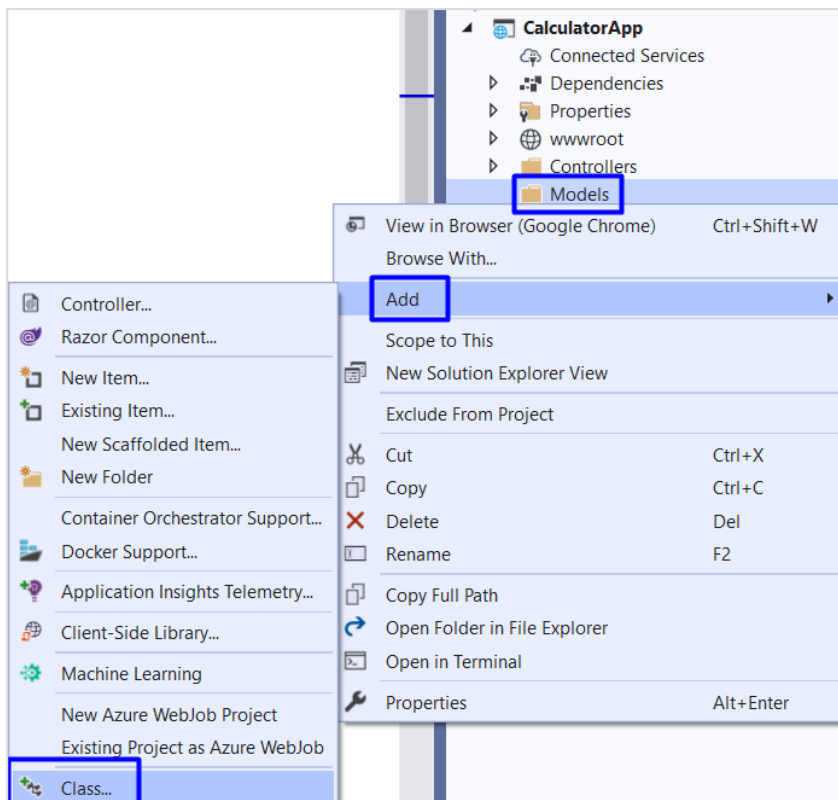 CalculatorApp
Connected Services
Dependencies
Properties
wwwroot
Controllers
Models
View in Browser (Google Chrome) Ctrl+Shift+W
Browse With...
Add
Scope to This
New Solution Explorer View
Exclude From Project
Cut Ctrl+X
Copy Ctrl+C
Delete Del
Rename F2
Copy Full Path
Open Folder in File Explorer
Open in Terminal
Properties Alt+Enter
Controller...
Razor Component...
New Item...
Existing Item...
New Scaffolded Item...
New Folder
Container Orchestrator Support...
Docker Support...
Application Insights Telemetry...
Client-Side Library...
Machine Learning
New Azure WebJob Project
Existing Project as Azure WebJob
Class...